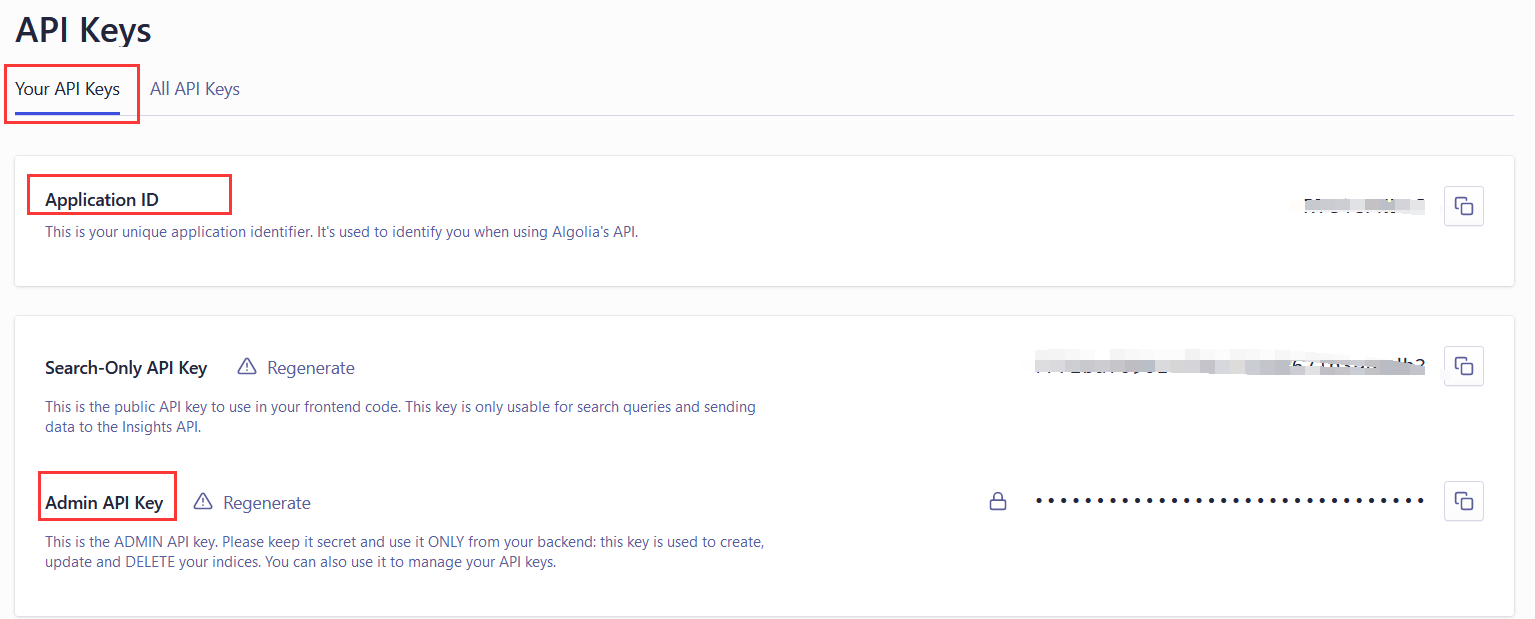 API Keys
Your API Keys All API Keys
Application ID
This is your unique application identifier. It's used to identify you when using Algolia's API.
Search-Only API Key Regenerate
This is the public API key to use in your frontend code. This key is only usable for search queries and sending
data to the Insights API.
Admin API Key Regenerate
This is the ADMIN API key. Please keep it secret and use it ONLY from your backend: this key is used to create,
update and DELETE your indices. You can also use it to manage your API keys.